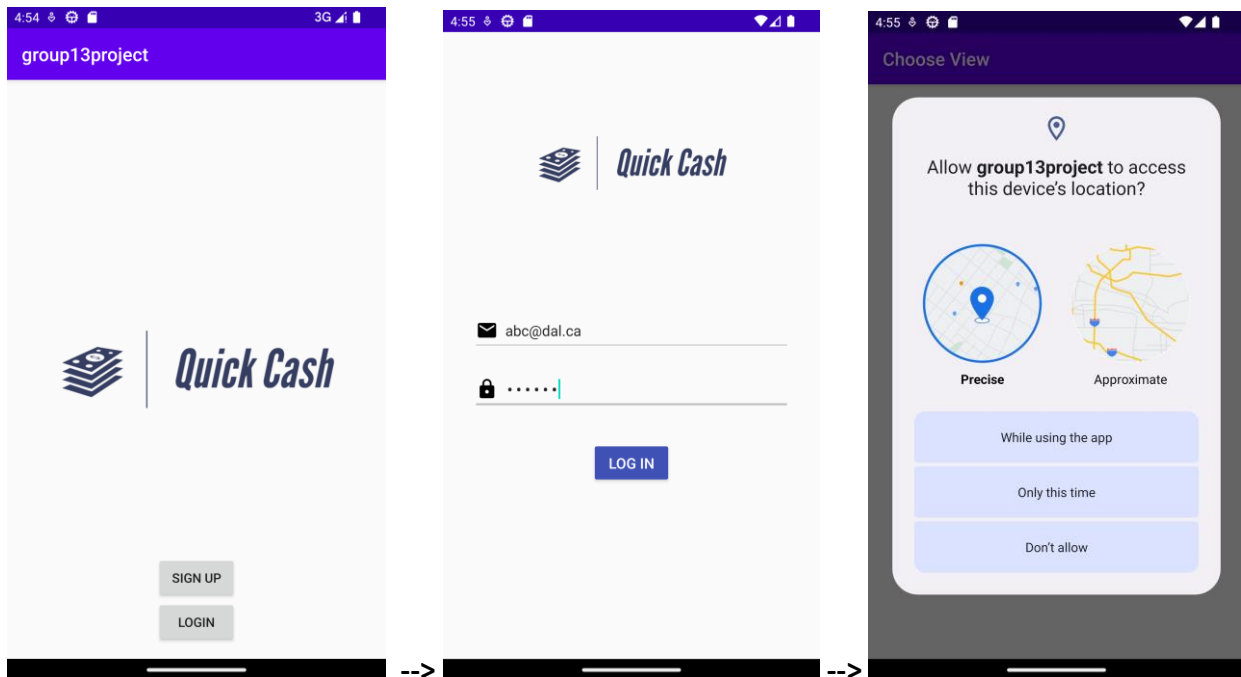 4:54 3G
group13project
Quick Cash
SIGN UP
LOGIN
-->
4:55
Quick Cash
abc@dal.ca
••••••
LOG IN
-->
4:55
Choose View
Allow group13project to access
this device's location?
Precise Approximate
While using the app
Only this time
Don't allow